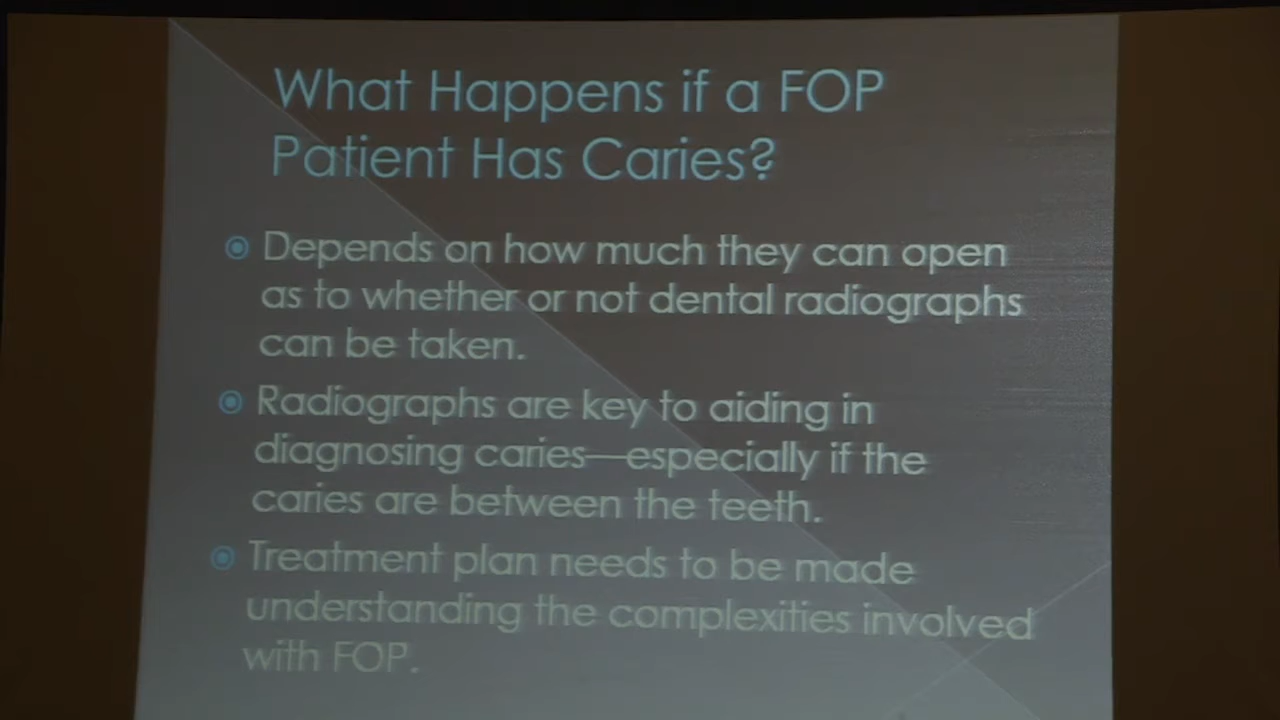 What Happens if a FOP
Patient Has Caries?
Depends on how much they can open
as to whether or not dental radiographs
can be taken.
Radiographs are key to aiding in
diagnosing caries—especially if the
caries are between the teeth.
Treatment plan needs to be made
understanding the complexities involved
with FOP.